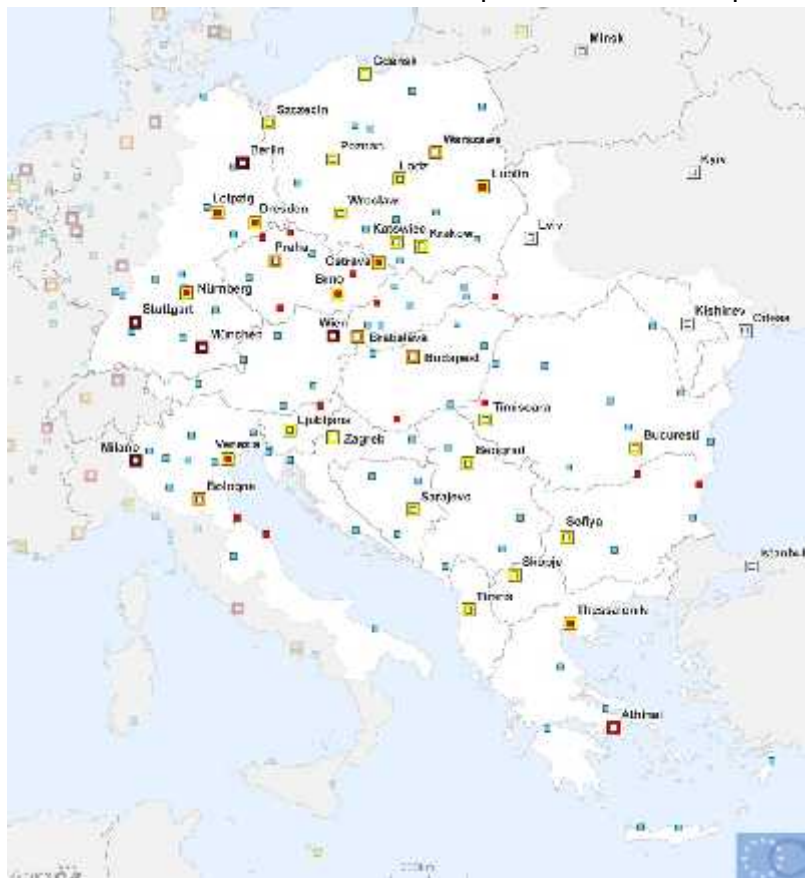 Minsk
Gdansk
Szczecin
Berlin
Poznan
Warszawa
Lodz
Lublin
Kyiv
Leipzig
Dresden
Wroclaw
Katowice
Krakow
Lviv
Praha
Ostrava
Nürnberg
Brno
Stuttgart
München
Wien
Bratislava
Budapest
Kishinev
Odesa
Ljubljana
Zagreb
Timisoara
Milano
Venezia
Beograd
Bucuresti
Bologna
Sarajevo
Sofiya
Skopje
Istanbul
Tirana
Thessaloniki
Athinai